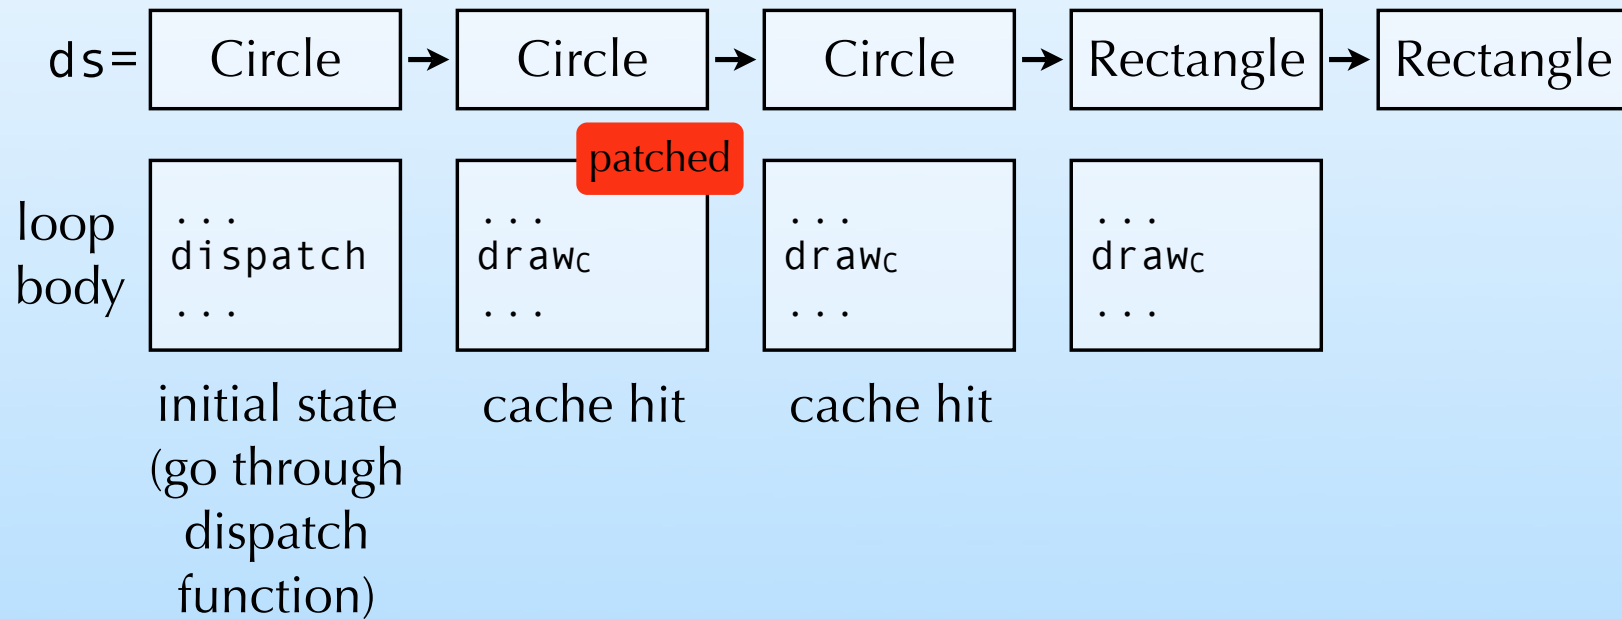 ds= Circle Circle Circle Rectangle Rectangle
patched
loop
body
...
dispatch
...
...
drawC
...
...
drawC
...
...
drawC
...
initial state
(go through
dispatch
function)
cache hit
cache hit